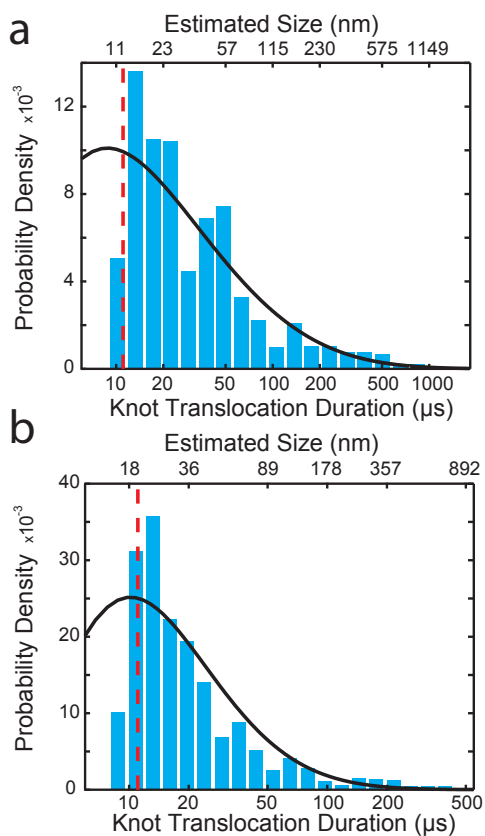 a
Estimated Size (nm)
11 23 57 115 230 575 1149
Probability Density x10⁻³
12
8
4
0
10 20 50 100 200 500 1000
Knot Translocation Duration (µs)
b
Estimated Size (nm)
18 36 89 178 357 892
Probability Density x10⁻³
40
30
20
10
0
10 20 50 100 200 500
Knot Translocation Duration (µs)